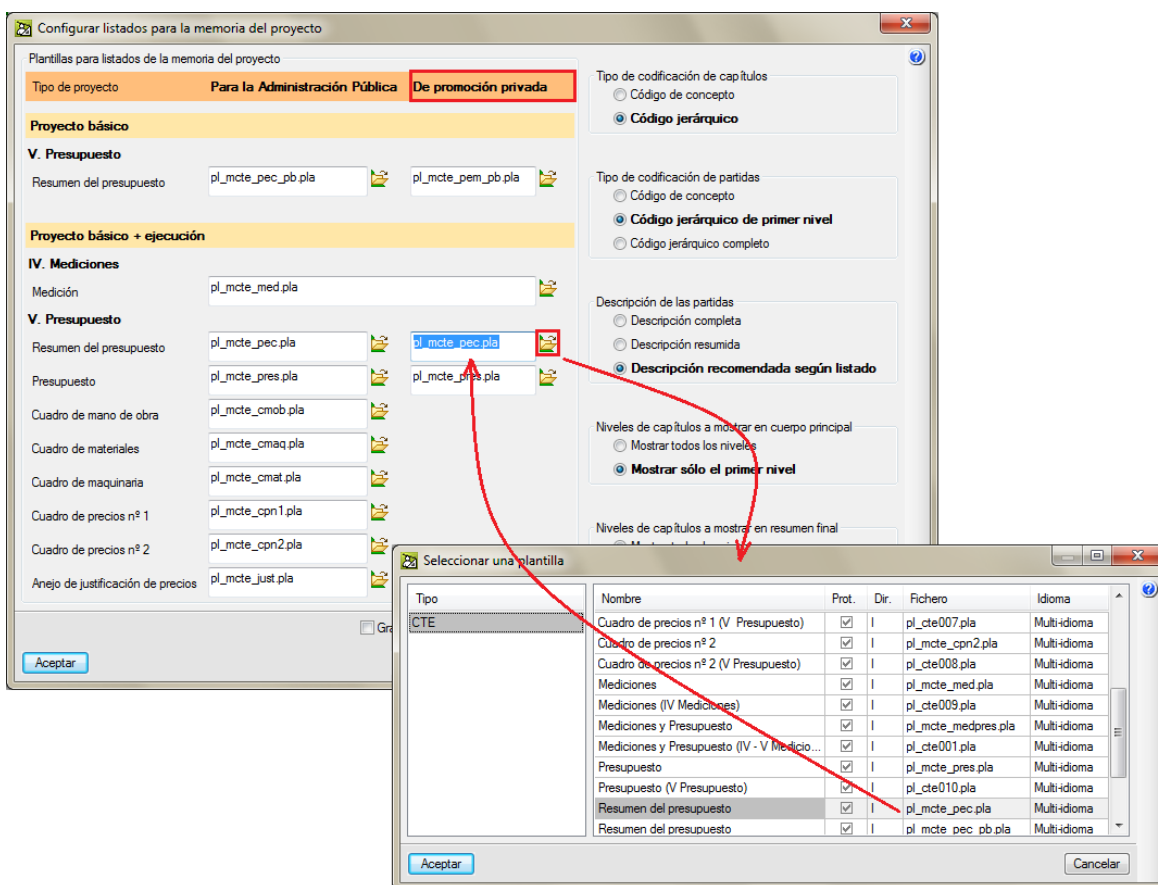 Configurar listados para la memoria del proyecto
Plantillas para listados de la memoria del proyecto
Tipo de proyecto Para la Administración Pública De promoción privada
Proyecto básico
V. Presupuesto
Resumen del presupuesto pl_mcte_pec_pb.pla pl_mcte_pem_pb.pla
Proyecto básico + ejecución
IV. Mediciones
Medición pl_mcte_med.pla
V. Presupuesto
Resumen del presupuesto pl_mcte_pec.pla pl_mcte_pec.pla
Presupuesto pl_mcte_pres.pla pl_mcte_pres.pla
Cuadro de mano de obra pl_mcte_cmob.pla
Cuadro de materiales pl_mcte_cmaq.pla
Cuadro de maquinaria pl_mcte_cmat.pla
Cuadro de precios nº 1 pl_mcte_cpn1.pla
Cuadro de precios nº 2 pl_mcte_cpn2.pla
Anejo de justificación de precios pl_mcte_just.pla
Gra
Aceptar
Tipo de codificación de capítulos
Código de concepto
Código jerárquico
Tipo de codificación de partidas
Código de concepto
Código jerárquico de primer nivel
Código jerárquico completo
Descripción de las partidas
Descripción completa
Descripción resumida
Descripción recomendada según listado
Niveles de capítulos a mostrar en cuerpo principal
Mostrar todos los niveles
Mostrar sólo el primer nivel
Niveles de capítulos a mostrar en resumen final
Seleccionar una plantilla
Tipo
CTE
Nombre Prot. Dir. Fichero Idioma
Cuadro de precios nº 1 (V Presupuesto) I pl_cte007.pla Multi-idioma
Cuadro de precios nº 2 I pl_mcte_cpn2.pla Multi-idioma
Cuadro de precios nº 2 (V Presupuesto) I pl_cte008.pla Multi-idioma
Mediciones I pl_mcte_med.pla Multi-idioma
Mediciones (IV Mediciones) I pl_cte009.pla Multi-idioma
Mediciones y Presupuesto I pl_mcte_medpres.pla Multi-idioma
Mediciones y Presupuesto (IV - V Medicio... I pl_cte001.pla Multi-idioma
Presupuesto I pl_mcte_pres.pla Multi-idioma
Presupuesto (V Presupuesto) I pl_cte010.pla Multi-idioma
Resumen del presupuesto I pl_mcte_pec.pla Multi-idioma
Resumen del presupuesto I pl_mcte_pec_pb.pla Multi-idioma
Aceptar
Cancelar